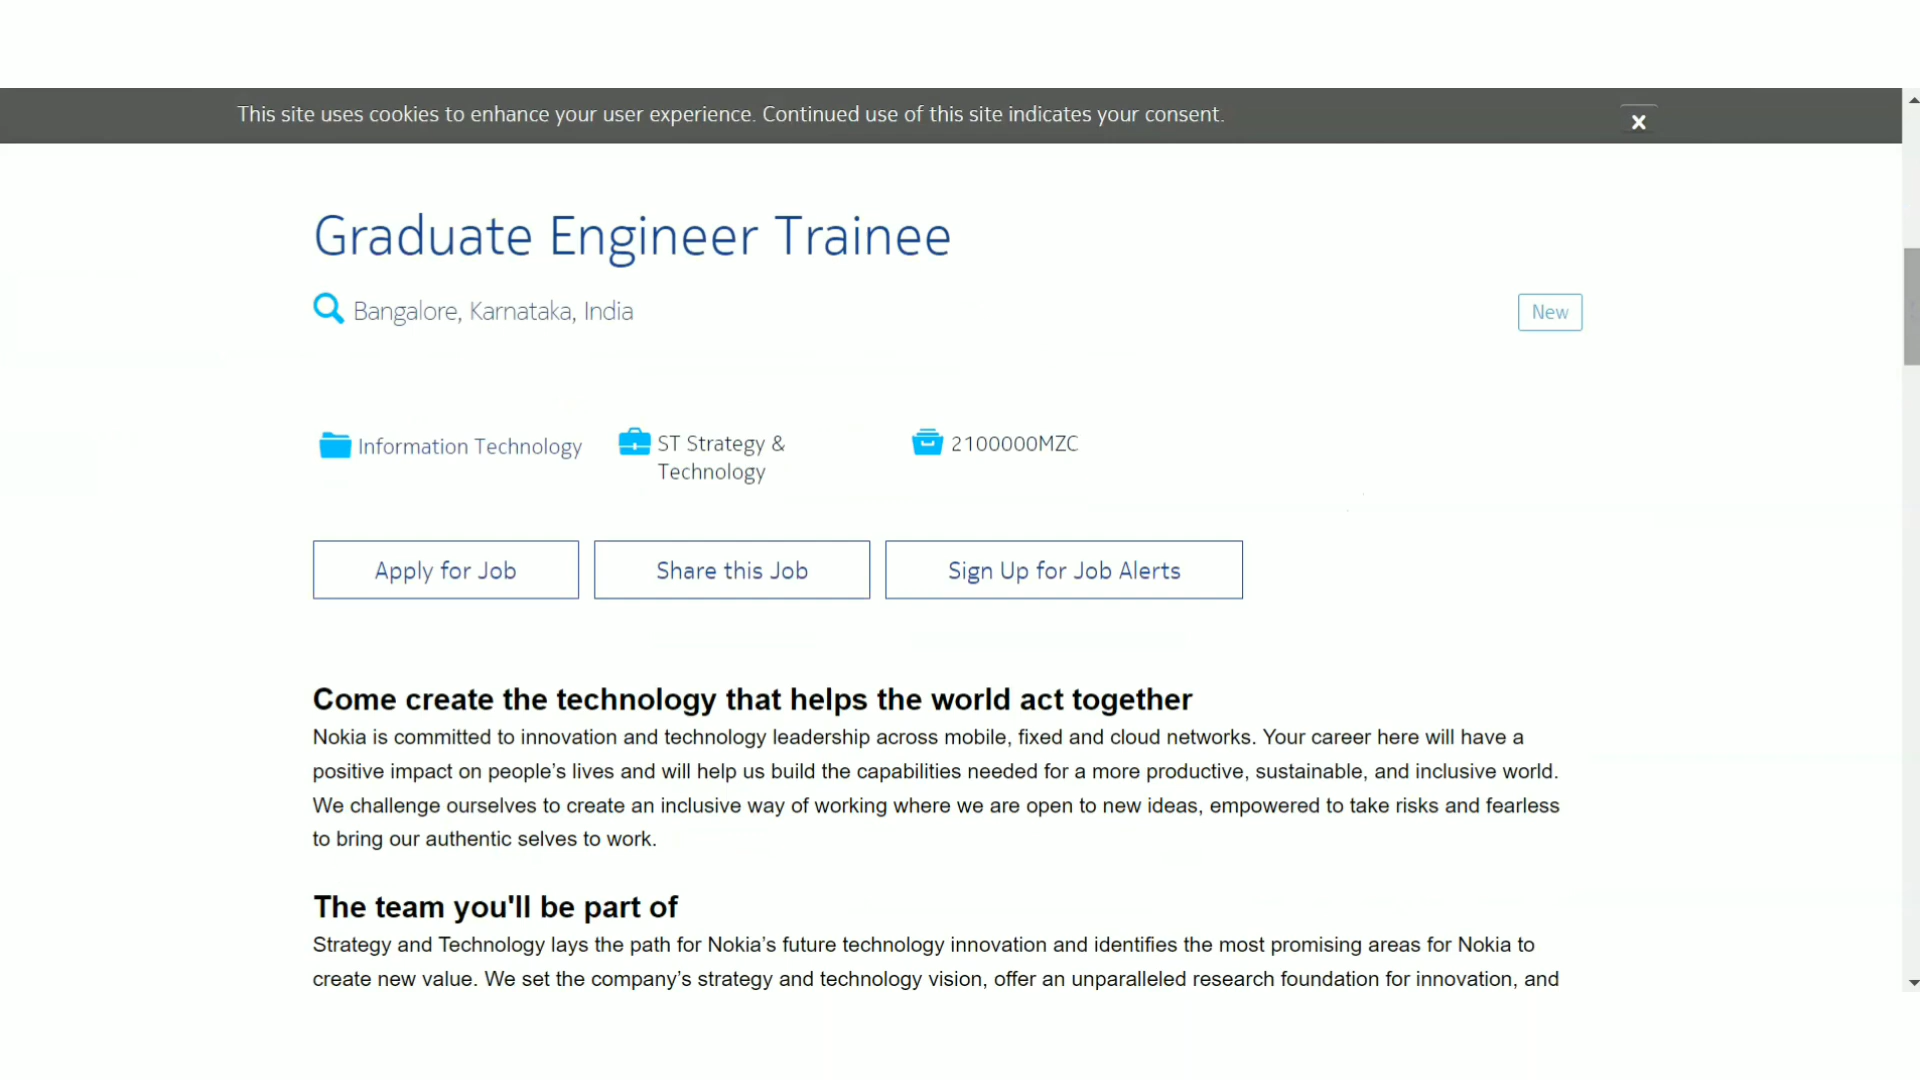 This site uses cookies to enhance your user experience. Continued use of this site indicates your consent.
x
Graduate Engineer Trainee
Bangalore, Karnataka, India
New
Information Technology
ST Strategy &
Technology
2100000MZC
Apply for Job
Share this Job
Sign Up for Job Alerts
Come create the technology that helps the world act together
Nokia is committed to innovation and technology leadership across mobile, fixed and cloud networks. Your career here will have a
positive impact on people’s lives and will help us build the capabilities needed for a more productive, sustainable, and inclusive world.
We challenge ourselves to create an inclusive way of working where we are open to new ideas, empowered to take risks and fearless
to bring our authentic selves to work.
The team you'll be part of
Strategy and Technology lays the path for Nokia’s future technology innovation and identifies the most promising areas for Nokia to
create new value. We set the company’s strategy and technology vision, offer an unparalleled research foundation for innovation, and